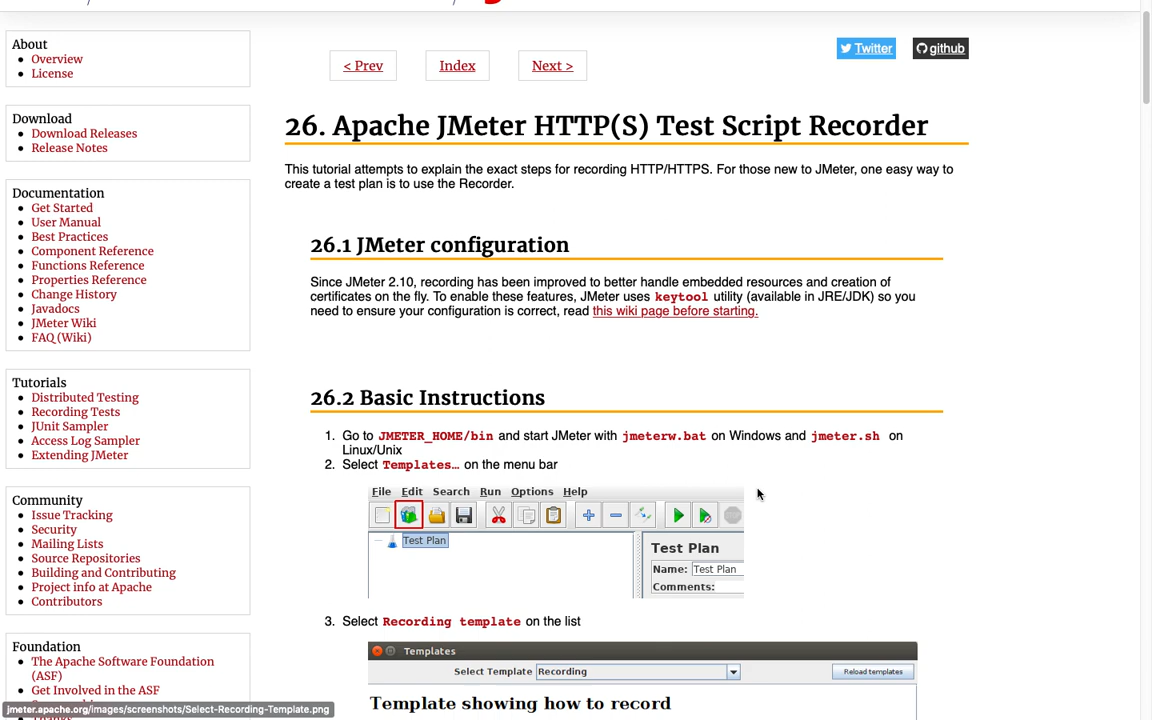 About
Overview
License
Download
Download Releases
Release Notes
Documentation
Get Started
User Manual
Best Practices
Component Reference
Functions Reference
Properties Reference
Change History
Javadocs
JMeter Wiki
FAQ (Wiki)
Tutorials
Distributed Testing
Recording Tests
JUnit Sampler
Access Log Sampler
Extending JMeter
Community
Issue Tracking
Security
Mailing Lists
Source Repositories
Building and Contributing
Project info at Apache
Contributors
Foundation
The Apache Software Foundation
(ASF)
Get Involved in the ASF
jmeter.apache.org/images/screenshots/Select-Recording-Template.png
< Prev
Index
Next >
Twitter
github
26. Apache JMeter HTTP(S) Test Script Recorder
This tutorial attempts to explain the exact steps for recording HTTP/HTTPS. For those new to JMeter, one easy way to
create a test plan is to use the Recorder.
26.1 JMeter configuration
Since JMeter 2.10, recording has been improved to better handle embedded resources and creation of
certificates on the fly. To enable these features, JMeter uses keytool utility (available in JRE/JDK) so you
need to ensure your configuration is correct, read this wiki page before starting.
26.2 Basic Instructions
1. Go to JMETER_HOME/bin and start JMeter with jmeterw.bat on Windows and jmeter.sh on
Linux/Unix
2. Select Templates… on the menu bar
File Edit Search Run Options Help
Test Plan
Test Plan
Name: Test Plan
Comments:
3. Select Recording template on the list
Templates
Select Template Recording Reload templates
Template showing how to record